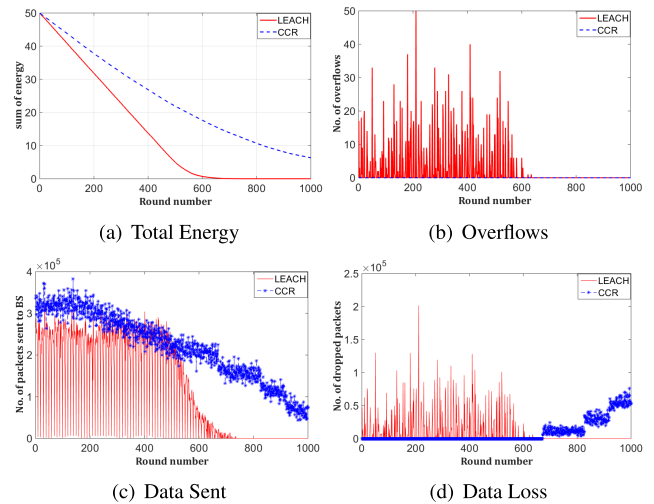 50
40
30
20
10
0
sum of energy
0 200 400 600 800 1000
Round number
LEACH
CCR
(a) Total Energy
50
40
30
20
10
0
No. of overflows
0 200 400 600 800 1000
Round number
LEACH
CCR
(b) Overflows
4 ×10^5
3
2
1
0
No. of packets sent to BS
0 200 400 600 800 1000
Round number
LEACH
CCR
(c) Data Sent
2.5 ×10^5
2
1.5
1
0.5
0
No. of dropped packets
0 200 400 600 800 1000
Round number
LEACH
CCR
(d) Data Loss